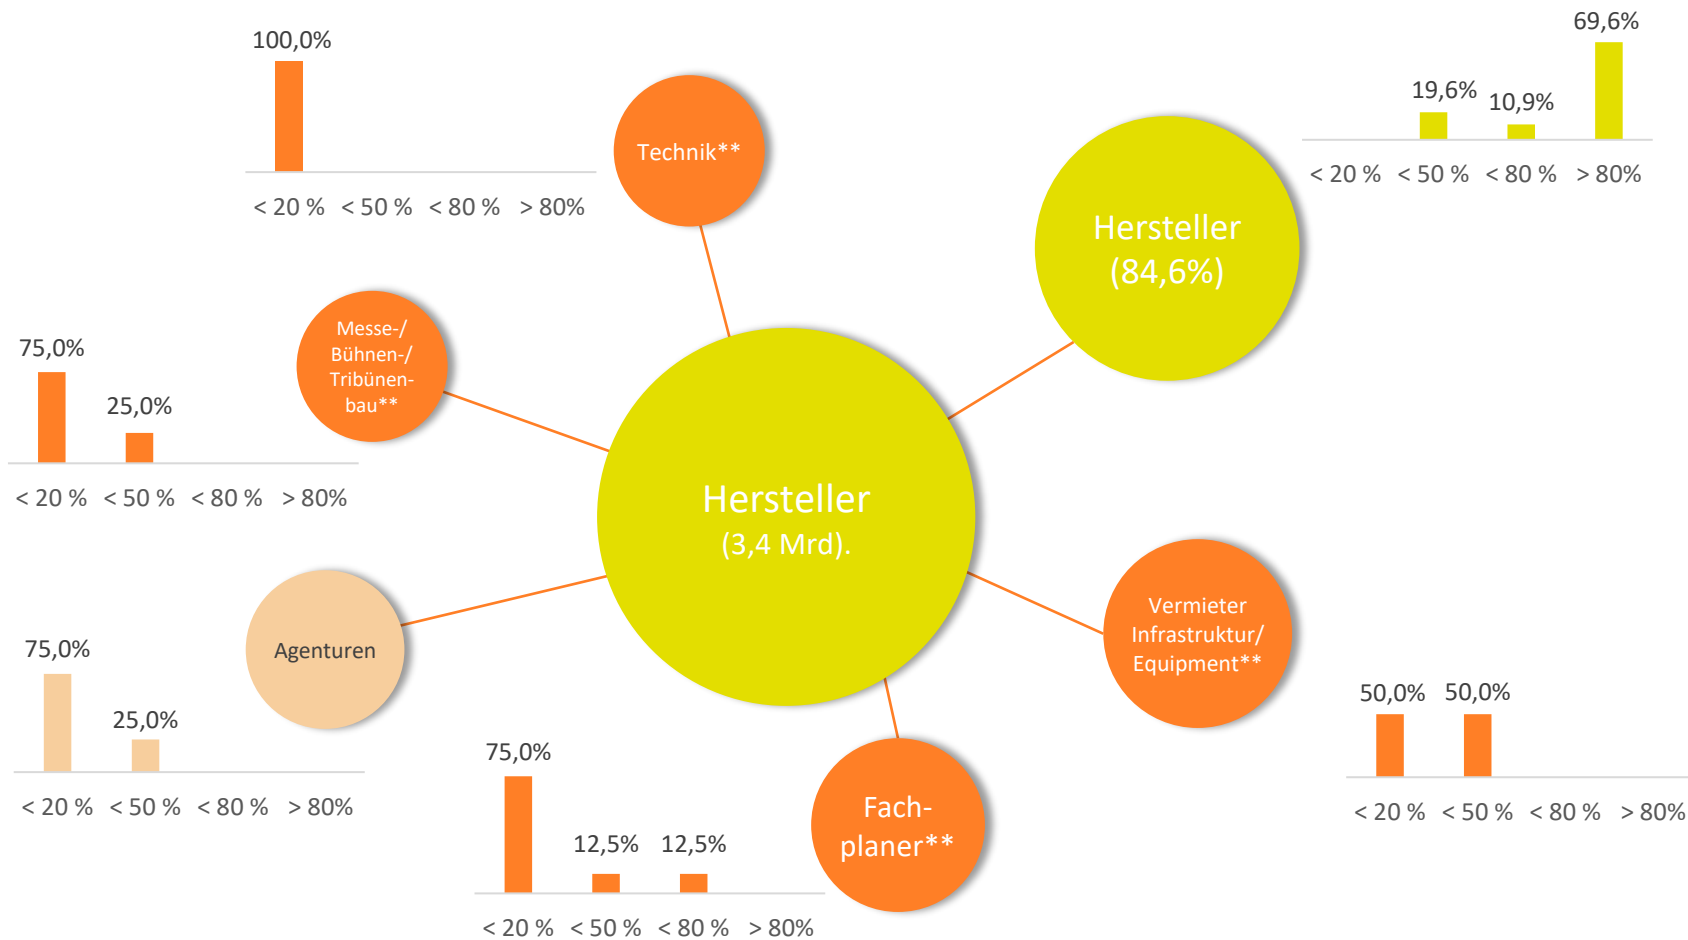 100,0%
< 20 % < 50 % < 80 % > 80%
Technik**
69,6%
19,6%
10,9%
< 20 % < 50 % < 80 % > 80%
Hersteller
(84,6%)
Messe-/
Bühnen-/
Tribünen-
bau**
75,0%
25,0%
< 20 % < 50 % < 80 % > 80%
Hersteller
(3,4 Mrd).
Agenturen
75,0%
25,0%
< 20 % < 50 % < 80 % > 80%
Vermieter
Infrastruktur/
Equipment**
50,0% 50,0%
< 20 % < 50 % < 80 % > 80%
Fach-
planer**
75,0%
12,5% 12,5%
< 20 % < 50 % < 80 % > 80%